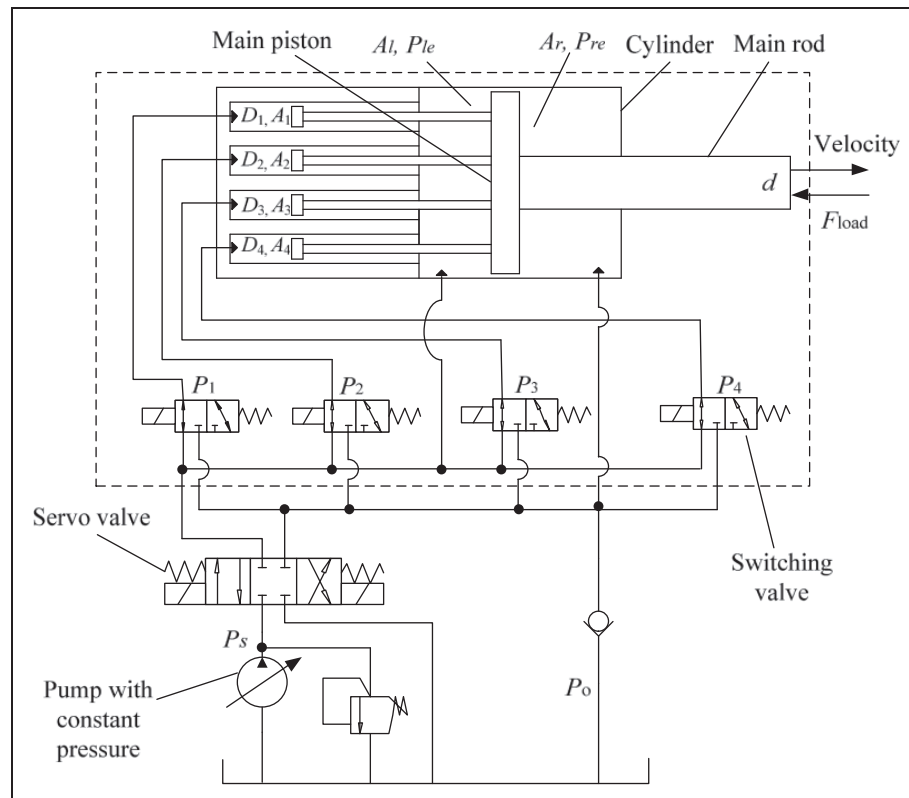 Main piston
Al, Ple
Ar, Pre
Cylinder
Main rod
D1, A1
D2, A2
D3, A3
D4, A4
Velocity
d
Fload
P1
P2
P3
P4
Servo valve
Switching
valve
Ps
Pump with
constant
pressure
Po